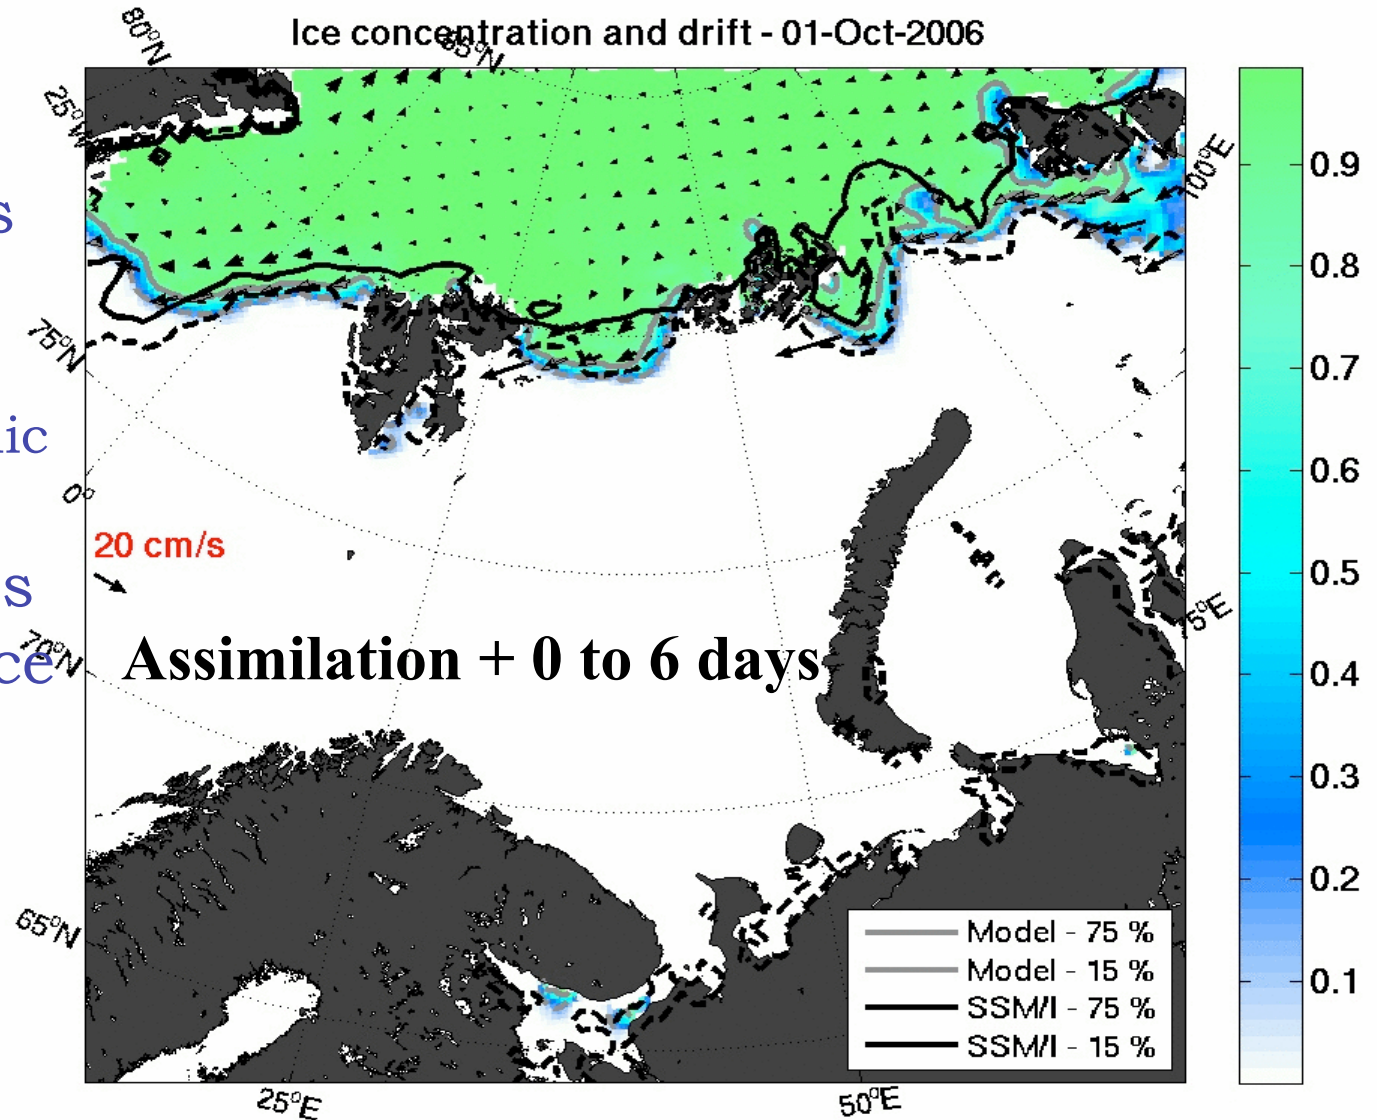 Ice concentration and drift - 01-Oct-2006
80°N
85°N
25°W
100°E
s
75°N
ic
0°
20 cm/s
s
70°N
ce
Assimilation + 0 to 6 days
75°E
65°N
25°E
50°E
Model - 75 %
Model - 15 %
SSM/I - 75 %
SSM/I - 15 %
0.9
0.8
0.7
0.6
0.5
0.4
0.3
0.2
0.1